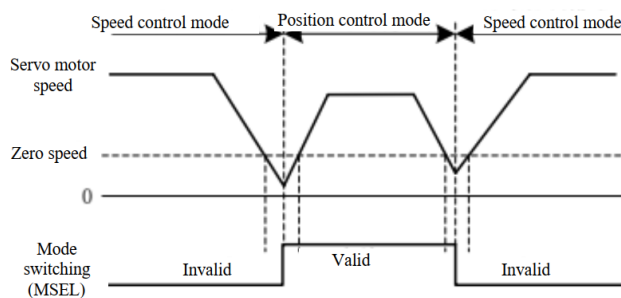 Speed control mode
Position control mode
Speed control mode
Servo motor
speed
Zero speed
0
Mode
switching
(MSEL)
Invalid
Valid
Invalid